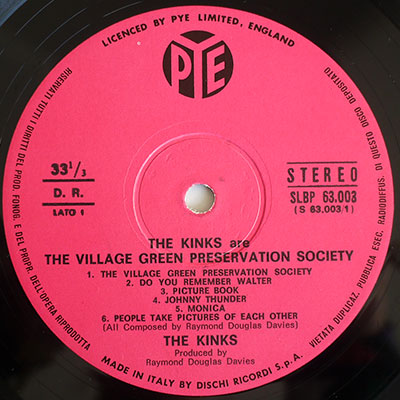 LICENCED BY PYE LIMITED, ENGLAND
PYE
RISERVATI TUTTI I DIRITTI DEL PROD. FONOG. E DEL PROPR. DELL'OPERA RIPRODOTTA
VIETATA DUPLICAZ. PUBBLICA ESEC. RADIODIFFUS. DI QUESTO DISCO DEPOSITATO
33 1/3
D. R.
LATO 1
STEREO
SLBP 63.003
(S 63.003/1)
THE KINKS are
THE VILLAGE GREEN PRESERVATION SOCIETY
1. THE VILLAGE GREEN PRESERVATION SOCIETY
2. DO YOU REMEMBER WALTER
3. PICTURE BOOK
4. JOHNNY THUNDER
5. MONICA
6. PEOPLE TAKE PICTURES OF EACH OTHER
(All Composed by Raymond Douglas Davies)
THE KINKS
Produced by
Raymond Douglas Davies
MADE IN ITALY BY DISCHI RICORDI S.p.A.